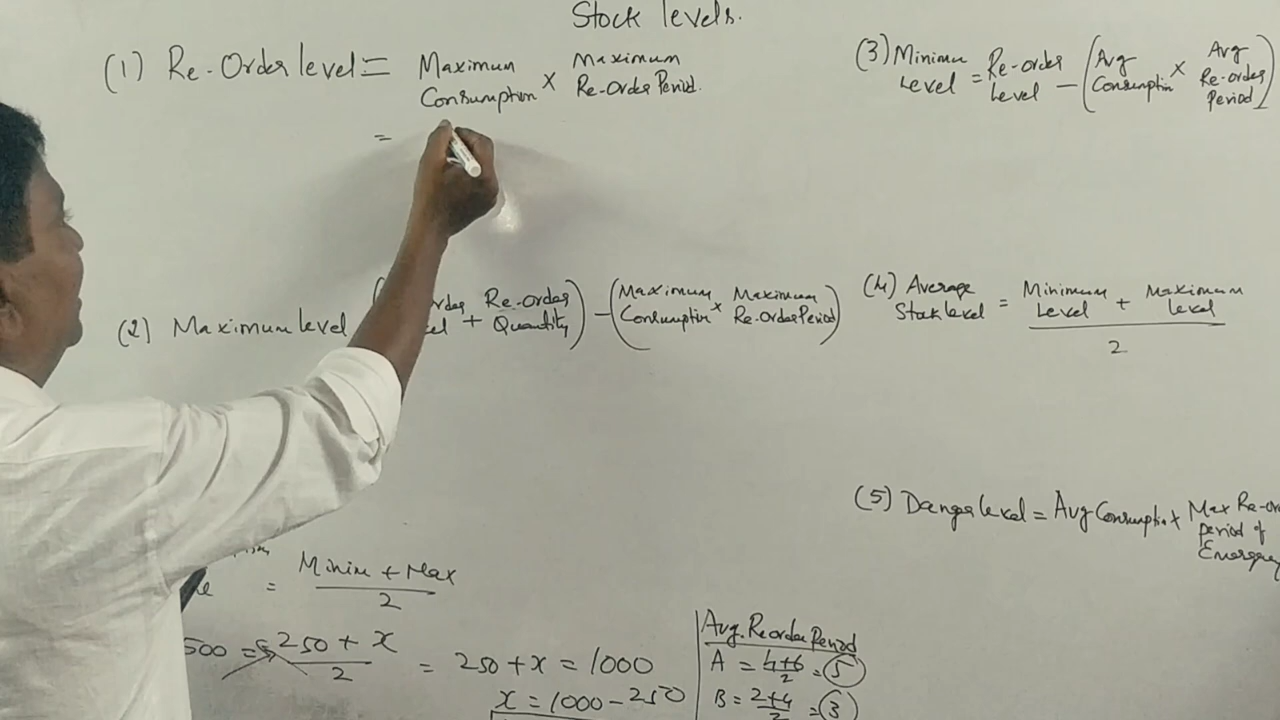 Stock levels.
(1) Re-Order level = Maximum Consumption × Maximum Re-Order Period.
=
(2) Maximum level
Re-order Quantity) - (Maximum Consumption × Maximum Re-Order Period)
(3) Minimum Level = Re-order Level - (Avg Consumption × Avg Re-order Period)
(4) Average Stock level = Minimum Level + Maximum Level
2
(5) Danger Level = Avg Consumption × Max Re-or
period of
Emergency
= Minim + Max
2
500 = 250 + x
2
= 250 + x = 1000
x = 1000 - 250
Avg. Reorder Period
A = 4+6
2 = 5
B = 2+4
2 = 3